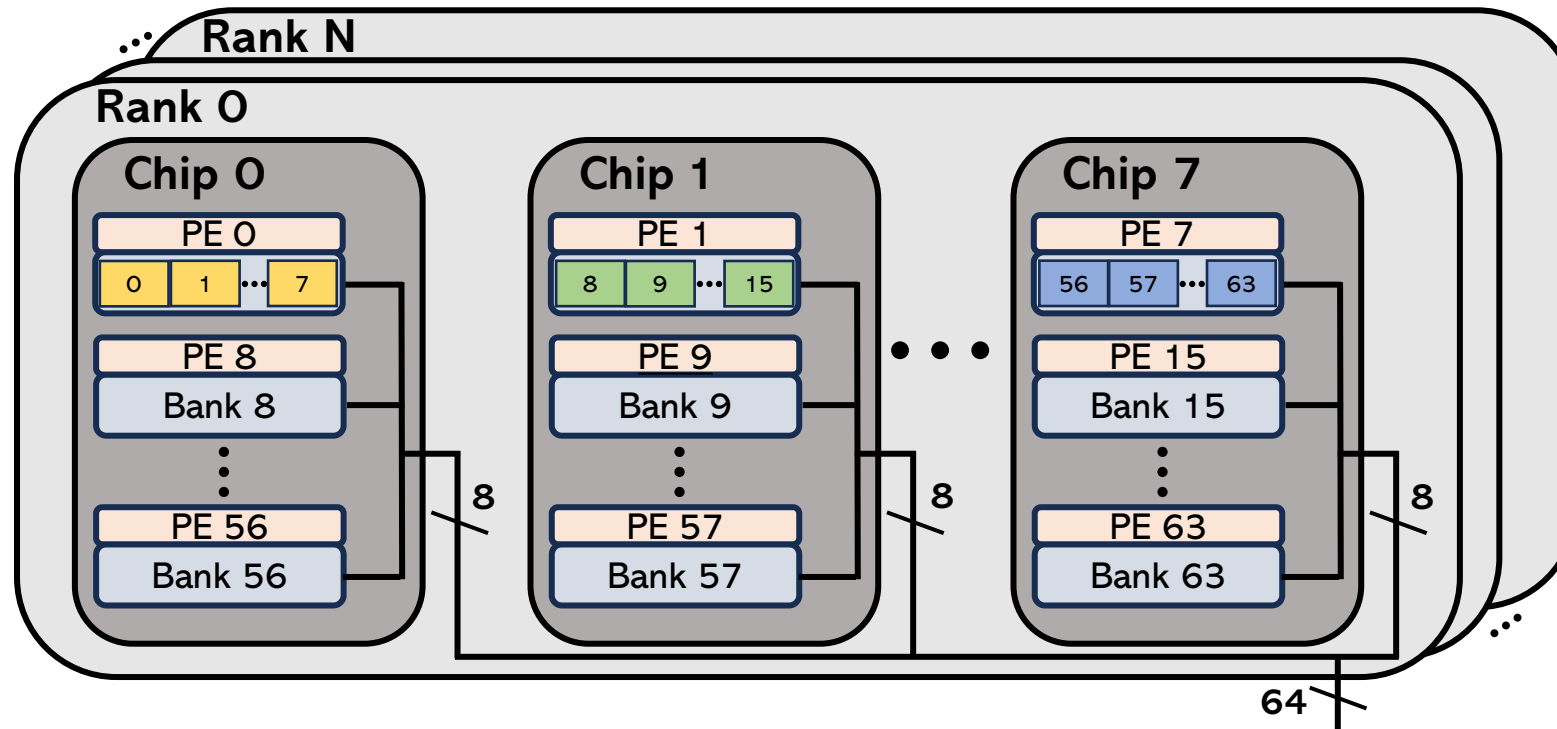 Rank N
Rank 0
Chip 0
PE 0
0 1 ... 7
PE 8
Bank 8
PE 56
Bank 56
8
Chip 1
PE 1
8 9 ... 15
PE 9
Bank 9
PE 57
Bank 57
8
Chip 7
PE 7
56 57 ... 63
PE 15
Bank 15
PE 63
Bank 63
8
64